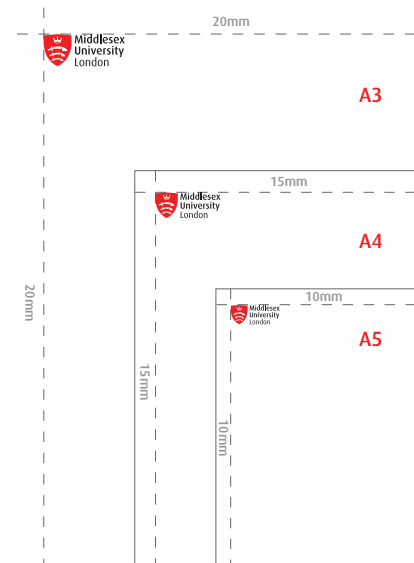 20mm
Middlesex
University
London
A3
15mm
Middlesex
University
London
A4
20mm
10mm
Middlesex
University
London
A5
15mm
10mm